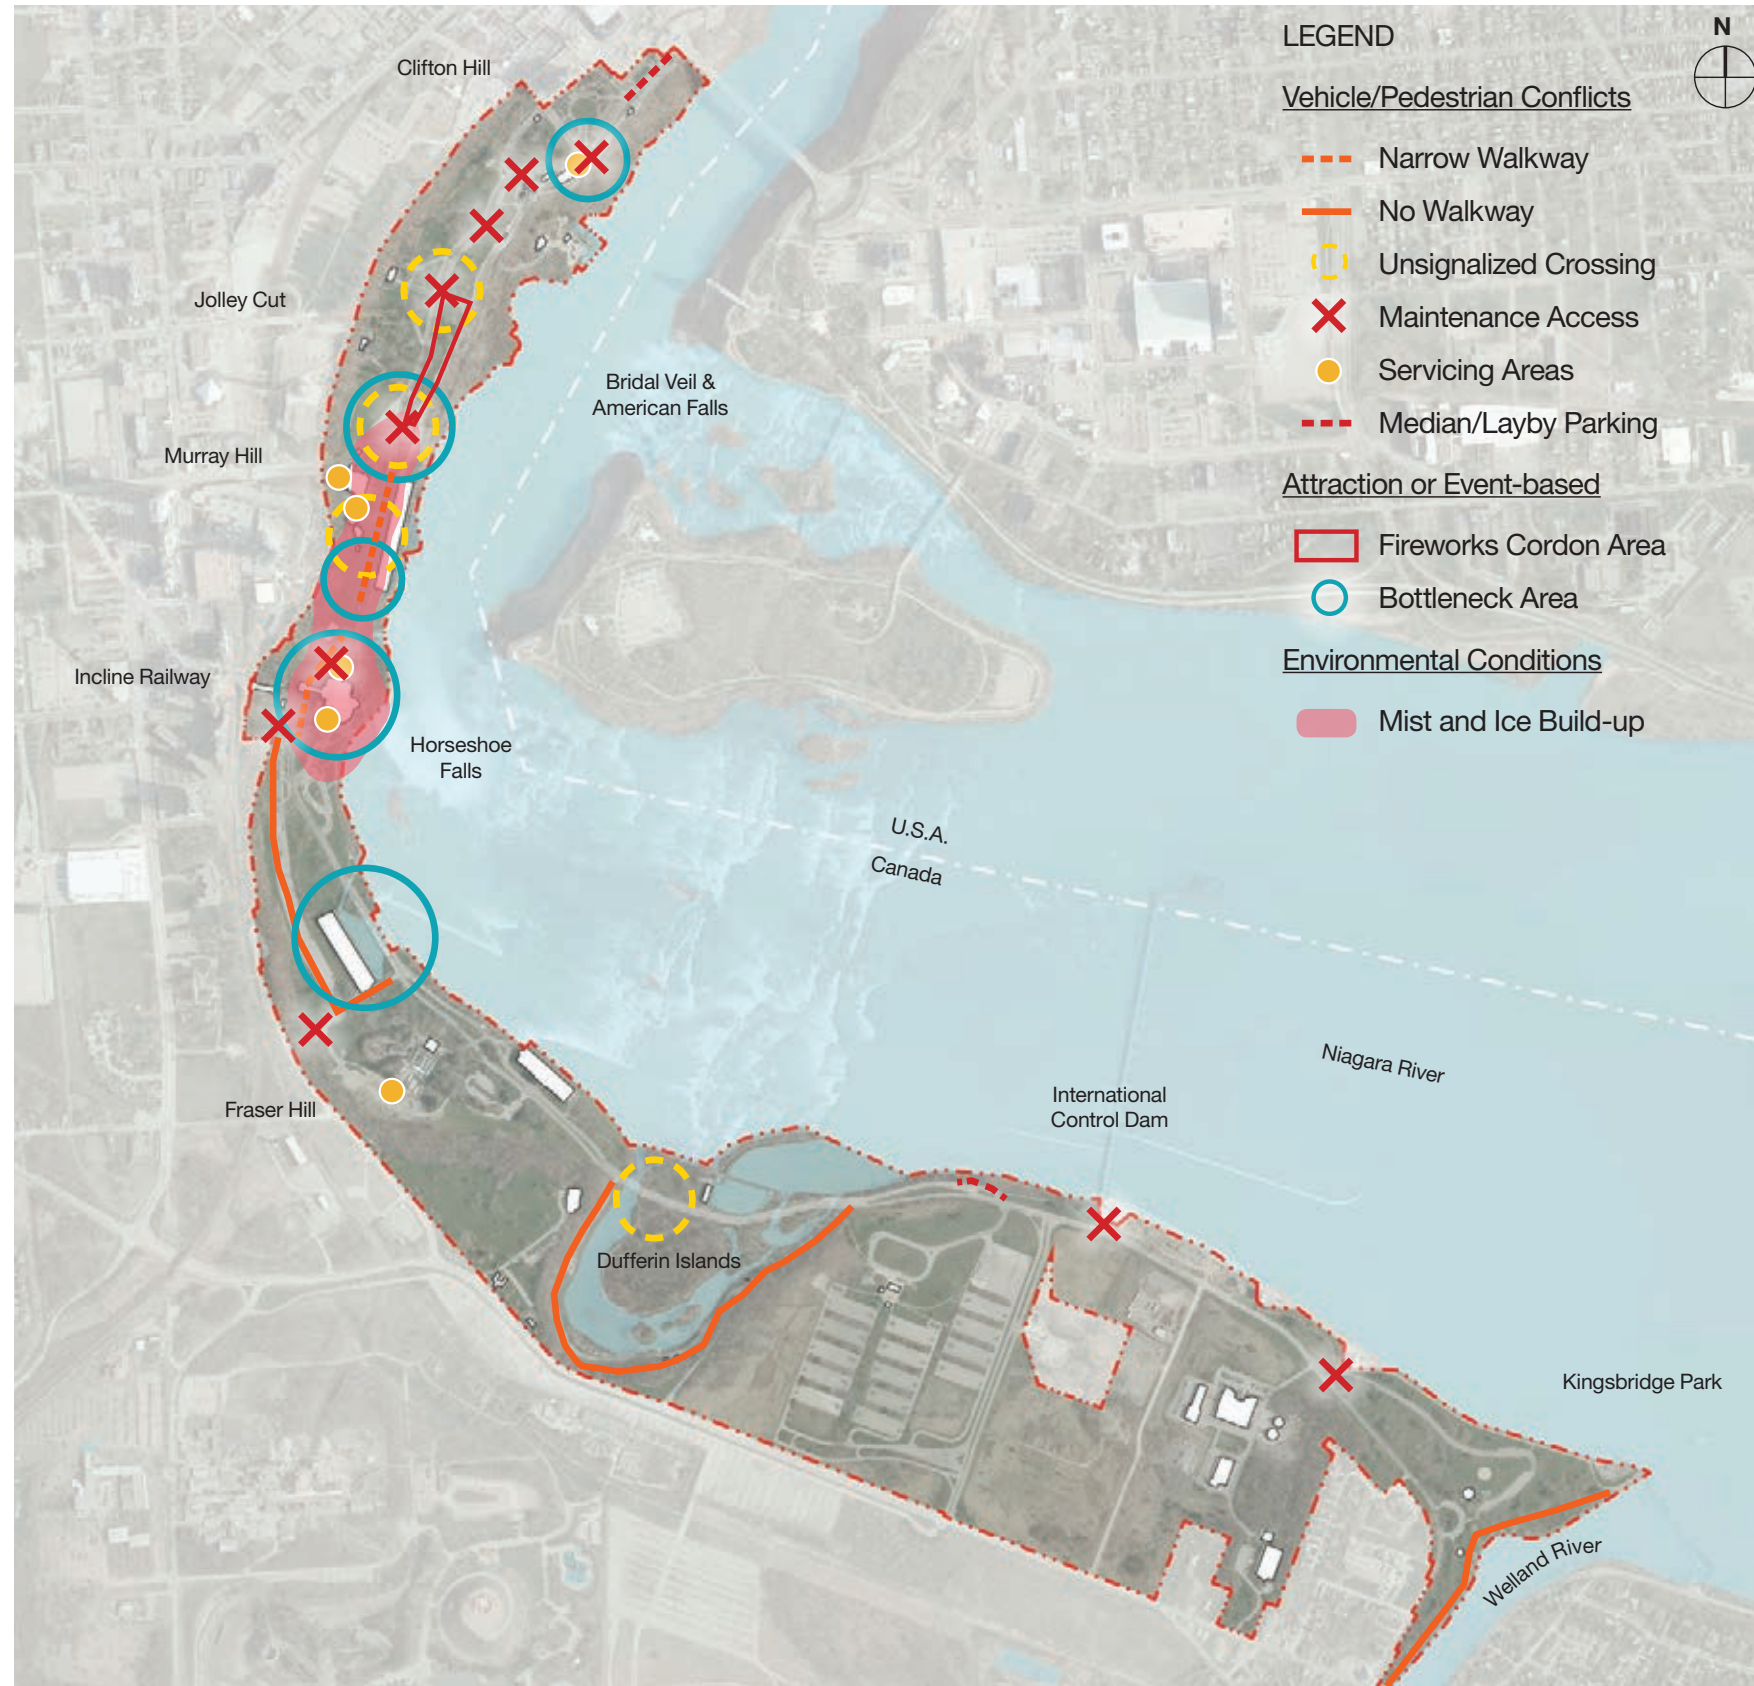 LEGEND
N
Vehicle/Pedestrian Conflicts
Narrow Walkway
No Walkway
Unsignalized Crossing
Maintenance Access
Servicing Areas
Median/Layby Parking
Attraction or Event-based
Fireworks Cordon Area
Bottleneck Area
Environmental Conditions
Mist and Ice Build-up
Clifton Hill
Jolley Cut
Bridal Veil &
American Falls
Murray Hill
Incline Railway
Horseshoe
Falls
U.S.A.
Canada
Niagara River
International
Control Dam
Fraser Hill
Dufferin Islands
Kingsbridge Park
Welland River